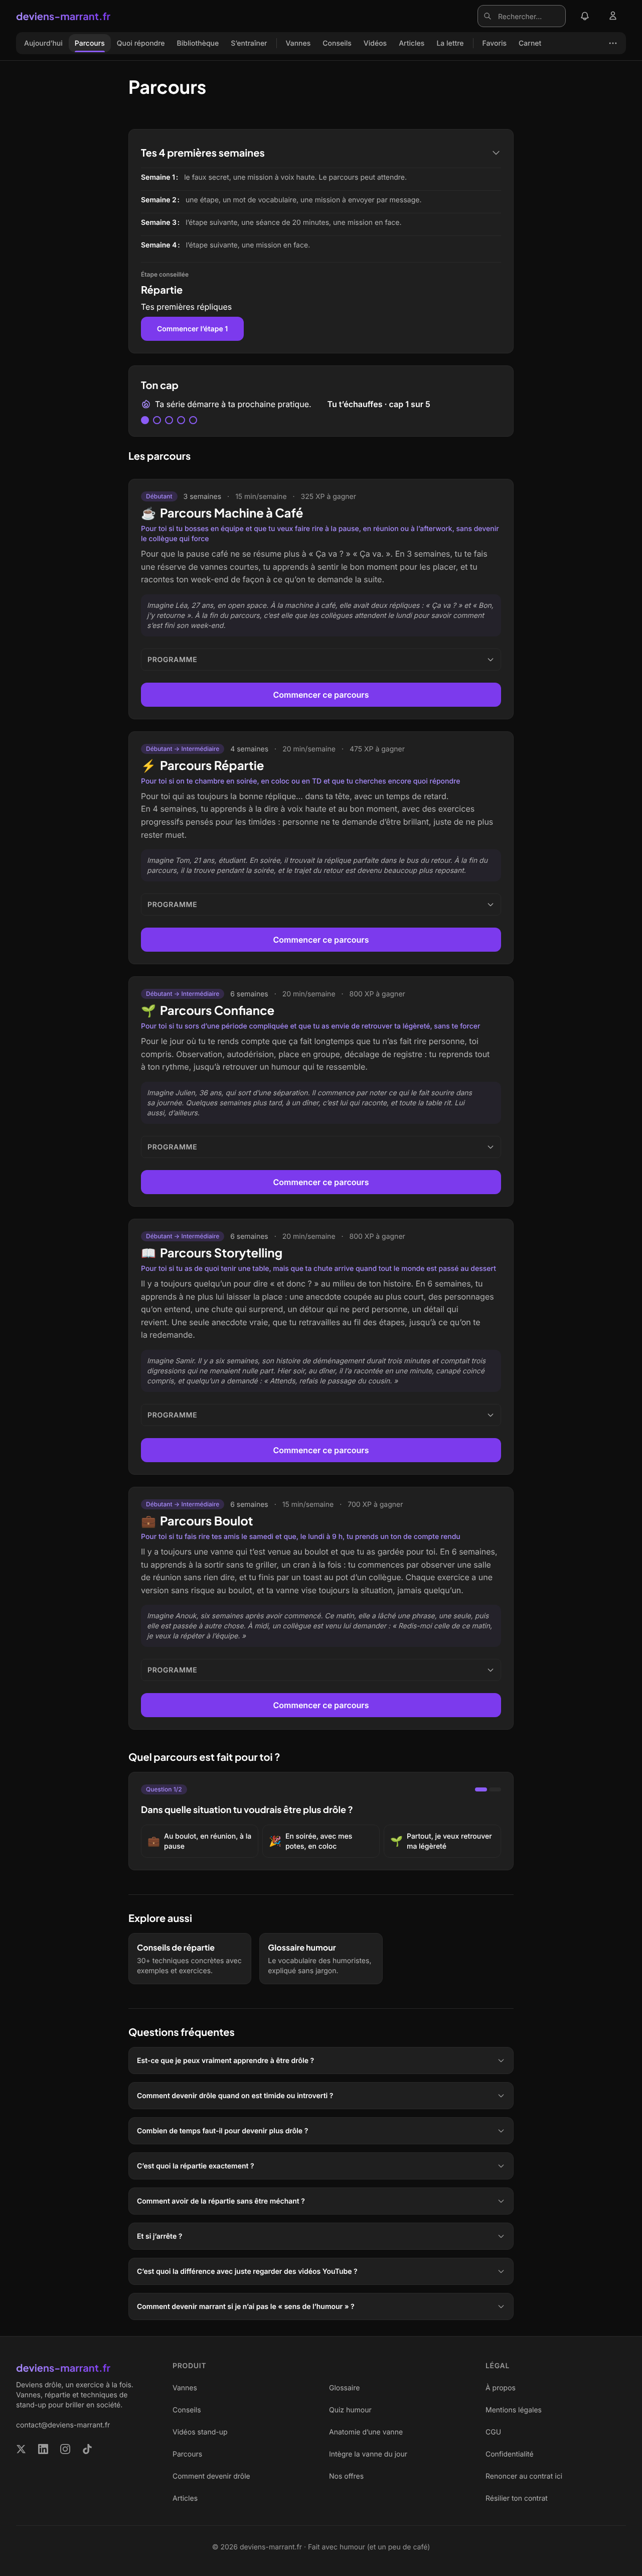 deviens-marrant.fr
Rechercher...
Aujourd'hui Parcours Quoi répondre Bibliothèque S'entraîner Vannes Conseils Vidéos Articles La lettre Favoris Carnet
Parcours
Tes 4 premières semaines
Semaine 1 : le faux secret, une mission à voix haute. Le parcours peut attendre.
Semaine 2 : une étape, un mot de vocabulaire, une mission à envoyer par message.
Semaine 3 : l'étape suivante, une séance de 20 minutes, une mission en face.
Semaine 4 : l'étape suivante, une mission en face.
Étape conseillée
Répartie
Tes premières répliques
Commencer l'étape 1
Ton cap
Ta série démarre à ta prochaine pratique. Tu t'échauffes · cap 1 sur 5
Les parcours
Débutant 3 semaines · 15 min/semaine · 325 XP à gagner
☕ Parcours Machine à Café
Pour toi si tu bosses en équipe et que tu veux faire rire à la pause, en réunion ou à l'afterwork, sans devenir
le collègue qui force
Pour que la pause café ne se résume plus à « Ça va ? » « Ça va. ». En 3 semaines, tu te fais
une réserve de vannes courtes, tu apprends à sentir le bon moment pour les placer, et tu
racontes ton week-end de façon à ce qu'on te demande la suite.
Imagine Léa, 27 ans, en open space. À la machine à café, elle avait deux répliques : « Ça va ? » et « Bon,
j'y retourne ». À la fin du parcours, c'est elle que les collègues attendent le lundi pour savoir comment
s'est fini son week-end.
PROGRAMME
Commencer ce parcours
Débutant → Intermédiaire 4 semaines · 20 min/semaine · 475 XP à gagner
⚡ Parcours Répartie
Pour toi si on te chambre en soirée, en coloc ou en TD et que tu cherches encore quoi répondre
Pour toi qui as toujours la bonne réplique... dans ta tête, avec un temps de retard.
En 4 semaines, tu apprends à la dire à voix haute et au bon moment, avec des exercices
progressifs pensés pour les timides : personne ne te demande d'être brillant, juste de ne plus
rester muet.
Imagine Tom, 21 ans, étudiant. En soirée, il trouvait la réplique parfaite dans le bus du retour. À la fin du
parcours, il la trouve pendant la soirée, et le trajet du retour est devenu beaucoup plus reposant.
PROGRAMME
Commencer ce parcours
Débutant → Intermédiaire 6 semaines · 20 min/semaine · 800 XP à gagner
🌱 Parcours Confiance
Pour toi si tu sors d'une période compliquée et que tu as envie de retrouver ta légèreté, sans te forcer
Pour le jour où tu te rends compte que ça fait longtemps que tu n'as fait rire personne, toi
compris. Observation, autodérision, place en groupe, décalage de registre : tu reprends tout
à ton rythme, jusqu'à retrouver un humour qui te ressemble.
Imagine Julien, 36 ans, qui sort d'une séparation. Il commence par noter ce qui le fait sourire dans
sa journée. Quelques semaines plus tard, à un dîner, c'est lui qui raconte, et toute la table rit. Lui
aussi, d'ailleurs.
PROGRAMME
Commencer ce parcours
Débutant → Intermédiaire 6 semaines · 20 min/semaine · 800 XP à gagner
📖 Parcours Storytelling
Pour toi si tu as de quoi tenir une table, mais que ta chute arrive quand tout le monde est passé au dessert
Il y a toujours quelqu'un pour dire « et donc ? » au milieu de ton histoire. En 6 semaines, tu
apprends à ne plus lui laisser la place : une anecdote coupée au plus court, des personnages
qu'on entend, une chute qui surprend, un détour qui ne perd personne, un détail qui
revient. Une seule anecdote vraie, que tu retravailles au fil des étapes, jusqu'à ce qu'on te
la redemande.
Imagine Samir. Il y a six semaines, son histoire de déménagement durait trois minutes et comptait trois
digressions qui ne menaient nulle part. Hier soir, au dîner, il l'a racontée en une minute, canapé coincé
compris, et quelqu'un a demandé : « Attends, refais le passage du cousin. »
PROGRAMME
Commencer ce parcours
Débutant → Intermédiaire 6 semaines · 15 min/semaine · 700 XP à gagner
💼 Parcours Boulot
Pour toi si tu fais rire tes amis le samedi et que, le lundi à 9 h, tu prends un ton de compte rendu
Il y a toujours une vanne qui t'est venue au boulot et que tu as gardée pour toi. En 6 semaines,
tu apprends à la sortir sans te griller, un cran à la fois : tu commences par observer une salle
de réunion sans rien dire, et tu finis par un toast au pot d'un collègue. Chaque exercice a une
version sans risque au boulot, et ta vanne vise toujours la situation, jamais quelqu'un.
Imagine Anouk, six semaines après avoir commencé. Ce matin, elle a lâché une phrase, une seule, puis
elle est passée à autre chose. À midi, un collègue est venu lui demander : « Redis-moi celle de ce matin,
je veux la répéter à l'équipe. »
PROGRAMME
Commencer ce parcours
Quel parcours est fait pour toi ?
Question 1/2
Dans quelle situation tu voudrais être plus drôle ?
💼 Au boulot, en réunion, à la pause
🎉 En soirée, avec mes potes, en coloc
🌱 Partout, je veux retrouver ma légèreté
Explore aussi
Conseils de répartie
30+ techniques concrètes avec
exemples et exercices.
Glossaire humour
Le vocabulaire des humoristes,
expliqué sans jargon.
Questions fréquentes
Est-ce que je peux vraiment apprendre à être drôle ?
Comment devenir drôle quand on est timide ou introverti ?
Combien de temps faut-il pour devenir plus drôle ?
C'est quoi la répartie exactement ?
Comment avoir de la répartie sans être méchant ?
Et si j'arrête ?
C'est quoi la différence avec juste regarder des vidéos YouTube ?
Comment devenir marrant si je n'ai pas le « sens de l'humour » ?
deviens-marrant.fr
Deviens drôle, un exercice à la fois.
Vannes, répartie et techniques de
stand-up pour briller en société.
contact@deviens-marrant.fr
PRODUIT
Vannes
Conseils
Vidéos stand-up
Parcours
Comment devenir drôle
Articles
Glossaire
Quiz humour
Anatomie d'une vanne
Intègre la vanne du jour
Nos offres
LÉGAL
À propos
Mentions légales
CGU
Confidentialité
Renoncer au contrat ici
Résilier ton contrat
© 2026 deviens-marrant.fr · Fait avec humour (et un peu de café)